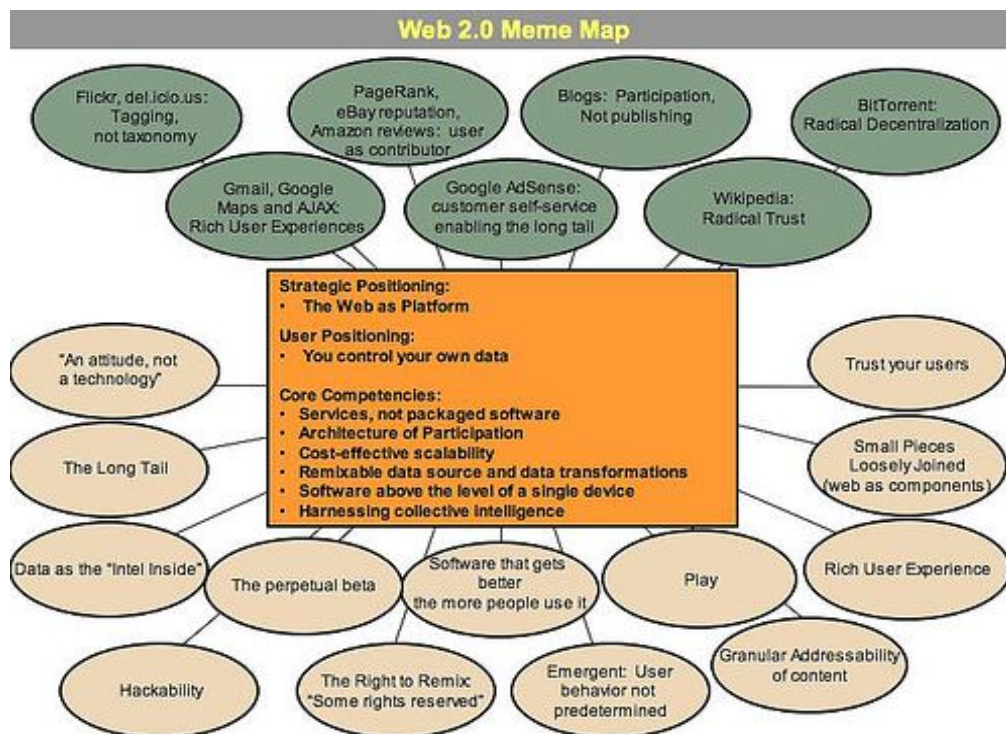 Web 2.0 Meme Map
Flickr, del.icio.us:
Tagging,
not taxonomy
PageRank,
eBay reputation,
Amazon reviews: user
as contributor
Blogs: Participation,
Not publishing
BitTorrent:
Radical Decentralization
Gmail, Google
Maps and AJAX:
Rich User Experiences
Google AdSense:
customer self-service
enabling the long tail
Wikipedia:
Radical Trust
Strategic Positioning:
• The Web as Platform
User Positioning:
• You control your own data
Core Competencies:
• Services, not packaged software
• Architecture of Participation
• Cost-effective scalability
• Remixable data source and data transformations
• Software above the level of a single device
• Harnessing collective intelligence
"An attitude, not
a technology"
Trust your users
The Long Tail
Small Pieces
Loosely Joined
(web as components)
Data as the "Intel Inside"
The perpetual beta
Software that gets
better
the more people use it
Play
Rich User Experience
Hackability
The Right to Remix:
"Some rights reserved"
Emergent: User
behavior not
predetermined
Granular Addressability
of content